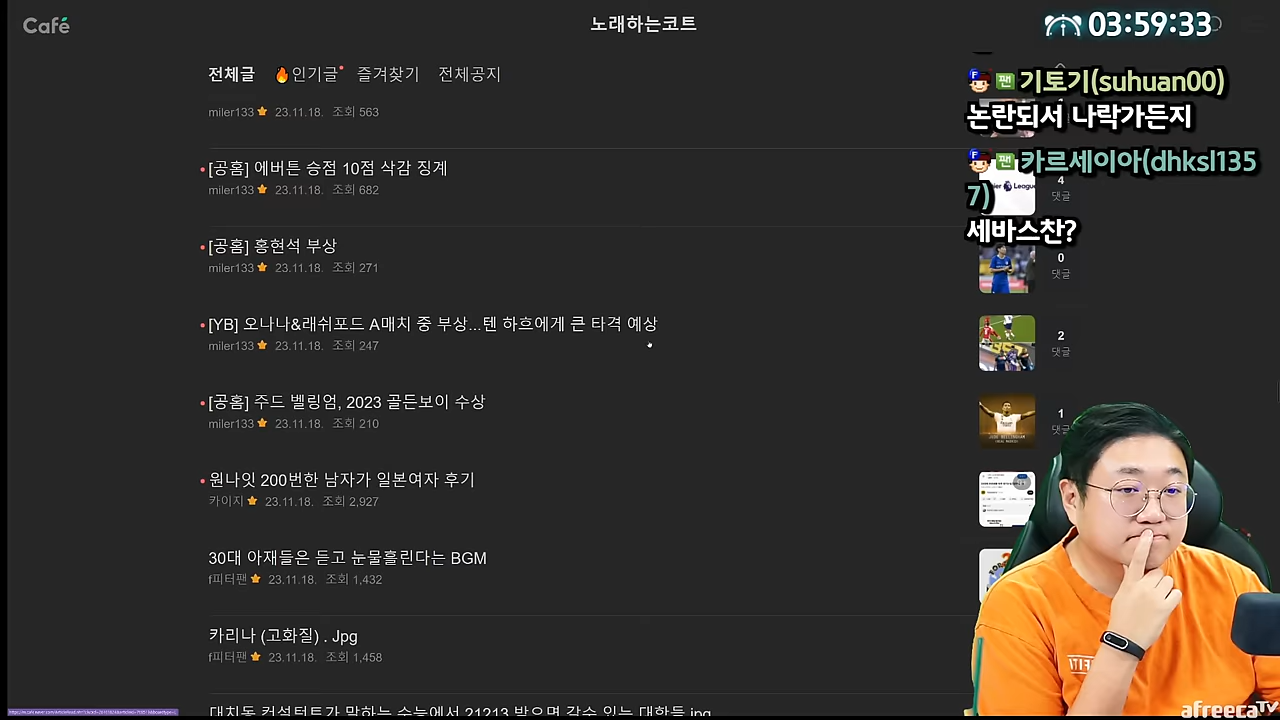 Café
노래하는코트
03:59:33
전체글 🔥인기글 즐겨찾기 전체공지
miler133 ⭐ 23.11.18. 조회 563
기토기(suhuan00)
논란되서 나락가든지
[공홈] 에버튼 승점 10점 삭감 징계
miler133 ⭐ 23.11.18. 조회 682
4
댓글
카르세이아(dhksl135
7)
세바스찬?
[공홈] 홍현석 부상
miler133 ⭐ 23.11.18. 조회 271
0
댓글
[YB] 오나나&래쉬포드 A매치 중 부상...텐 하흐에게 큰 타격 예상
miler133 ⭐ 23.11.18. 조회 247
2
댓글
[공홈] 주드 벨링엄, 2023 골든보이 수상
miler133 ⭐ 23.11.18. 조회 210
1
댓글
원나잇 200번한 남자가 일본여자 후기
카이지 ⭐ 23.11.18. 조회
30대 아재들은 듣고 눈물흘린다는 BGM
f피터팬 ⭐ 23.11.18. 조회 1,432
카리나 (고화질) . Jpg
f피터팬 ⭐ 23.11.18. 조회 1,458
afreecaTV